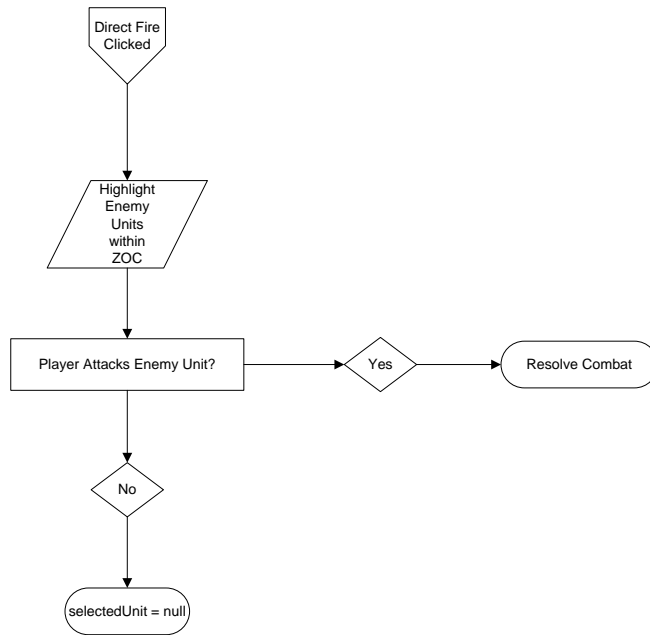 Direct Fire
Clicked
Highlight
Enemy
Units
within
ZOC
Player Attacks Enemy Unit?
Yes
Resolve Combat
No
selectedUnit = null